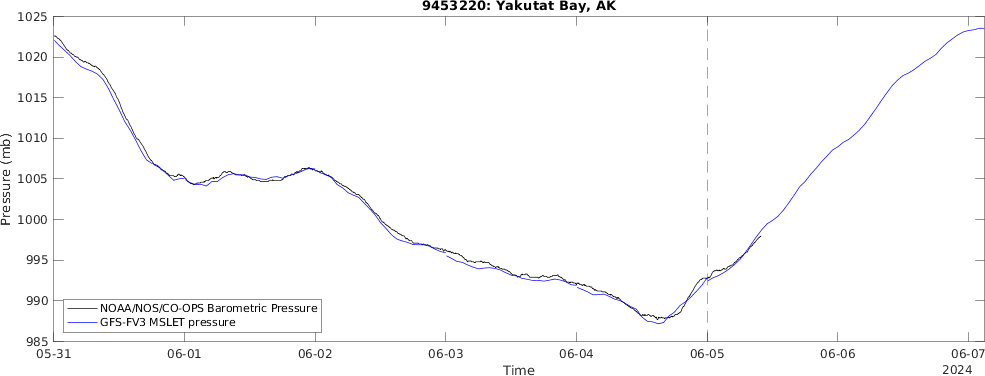 9453220: Yakutat Bay, AK
Pressure (mb)
1025
1020
1015
1010
1005
1000
995
990
985
NOAA/NOS/CO-OPS Barometric Pressure
GFS-FV3 MSLET pressure
05-31 06-01 06-02 06-03 06-04 06-05 06-06 06-07
Time
2024